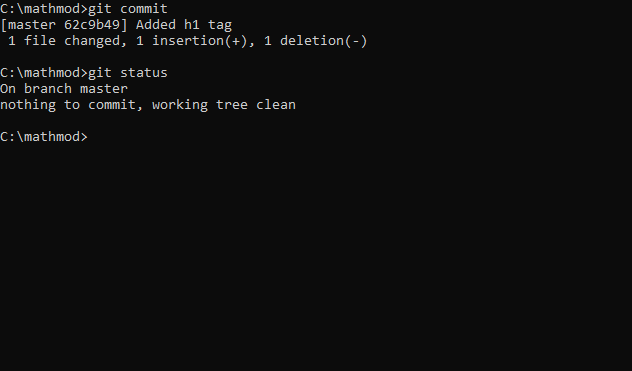 C:\mathmod>git commit
[master 62c9b49] Added h1 tag
 1 file changed, 1 insertion(+), 1 deletion(-)
C:\mathmod>git status
On branch master
nothing to commit, working tree clean
C:\mathmod>